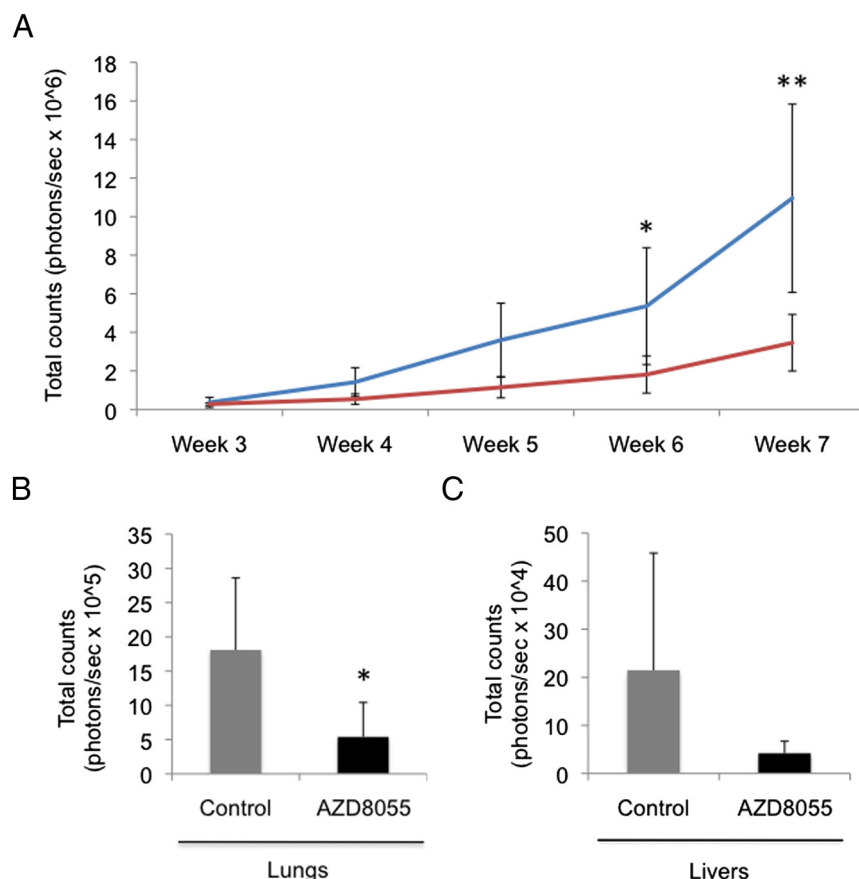 A
Total counts (photons/sec x 10^6)
18
16
14
12
10
8
6
4
2
0
*
**
Week 3 Week 4 Week 5 Week 6 Week 7
B
Total counts
(photons/sec x 10^5)
35
30
25
20
15
10
5
0
*
Control AZD8055
Lungs
C
Total counts
(photons/sec x 10^4)
50
40
30
20
10
0
Control AZD8055
Livers